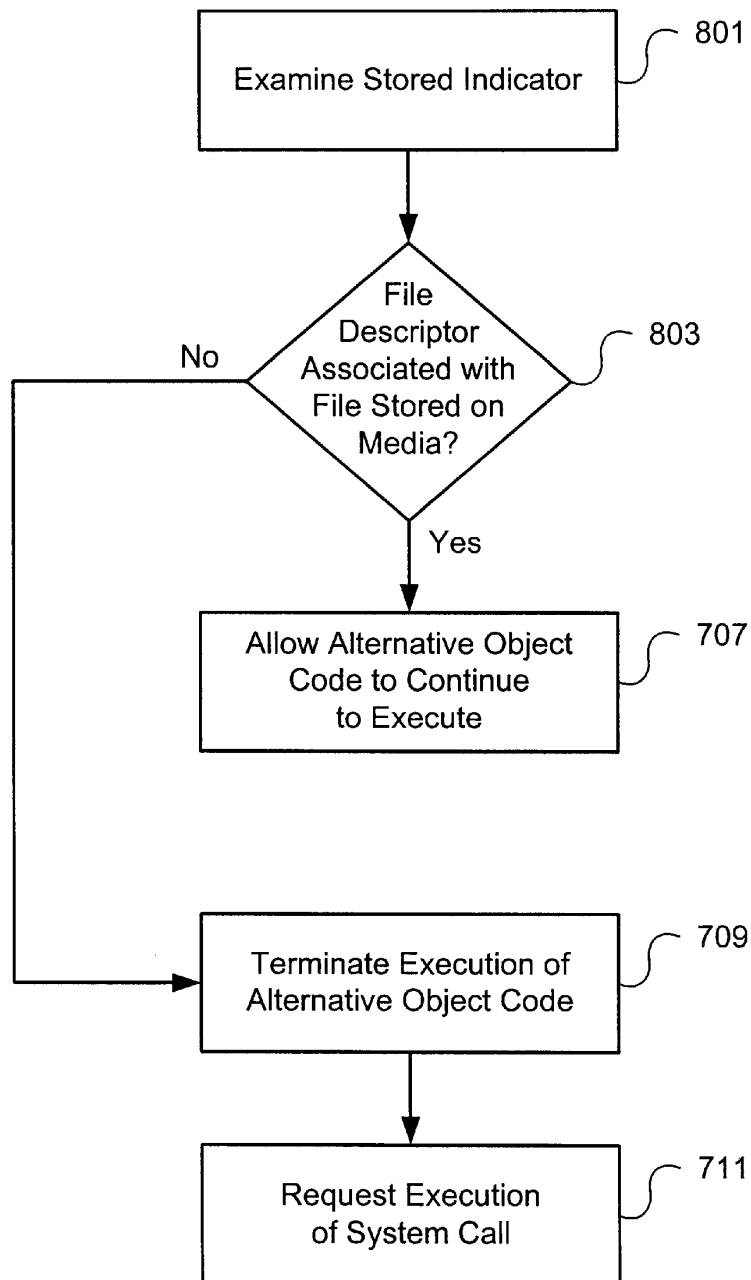 801
Examine Stored Indicator
File
Descriptor
Associated with
File Stored on
Media?
803
No
Yes
Allow Alternative Object
Code to Continue
to Execute
707
Terminate Execution of
Alternative Object Code
709
Request Execution
of System Call
711